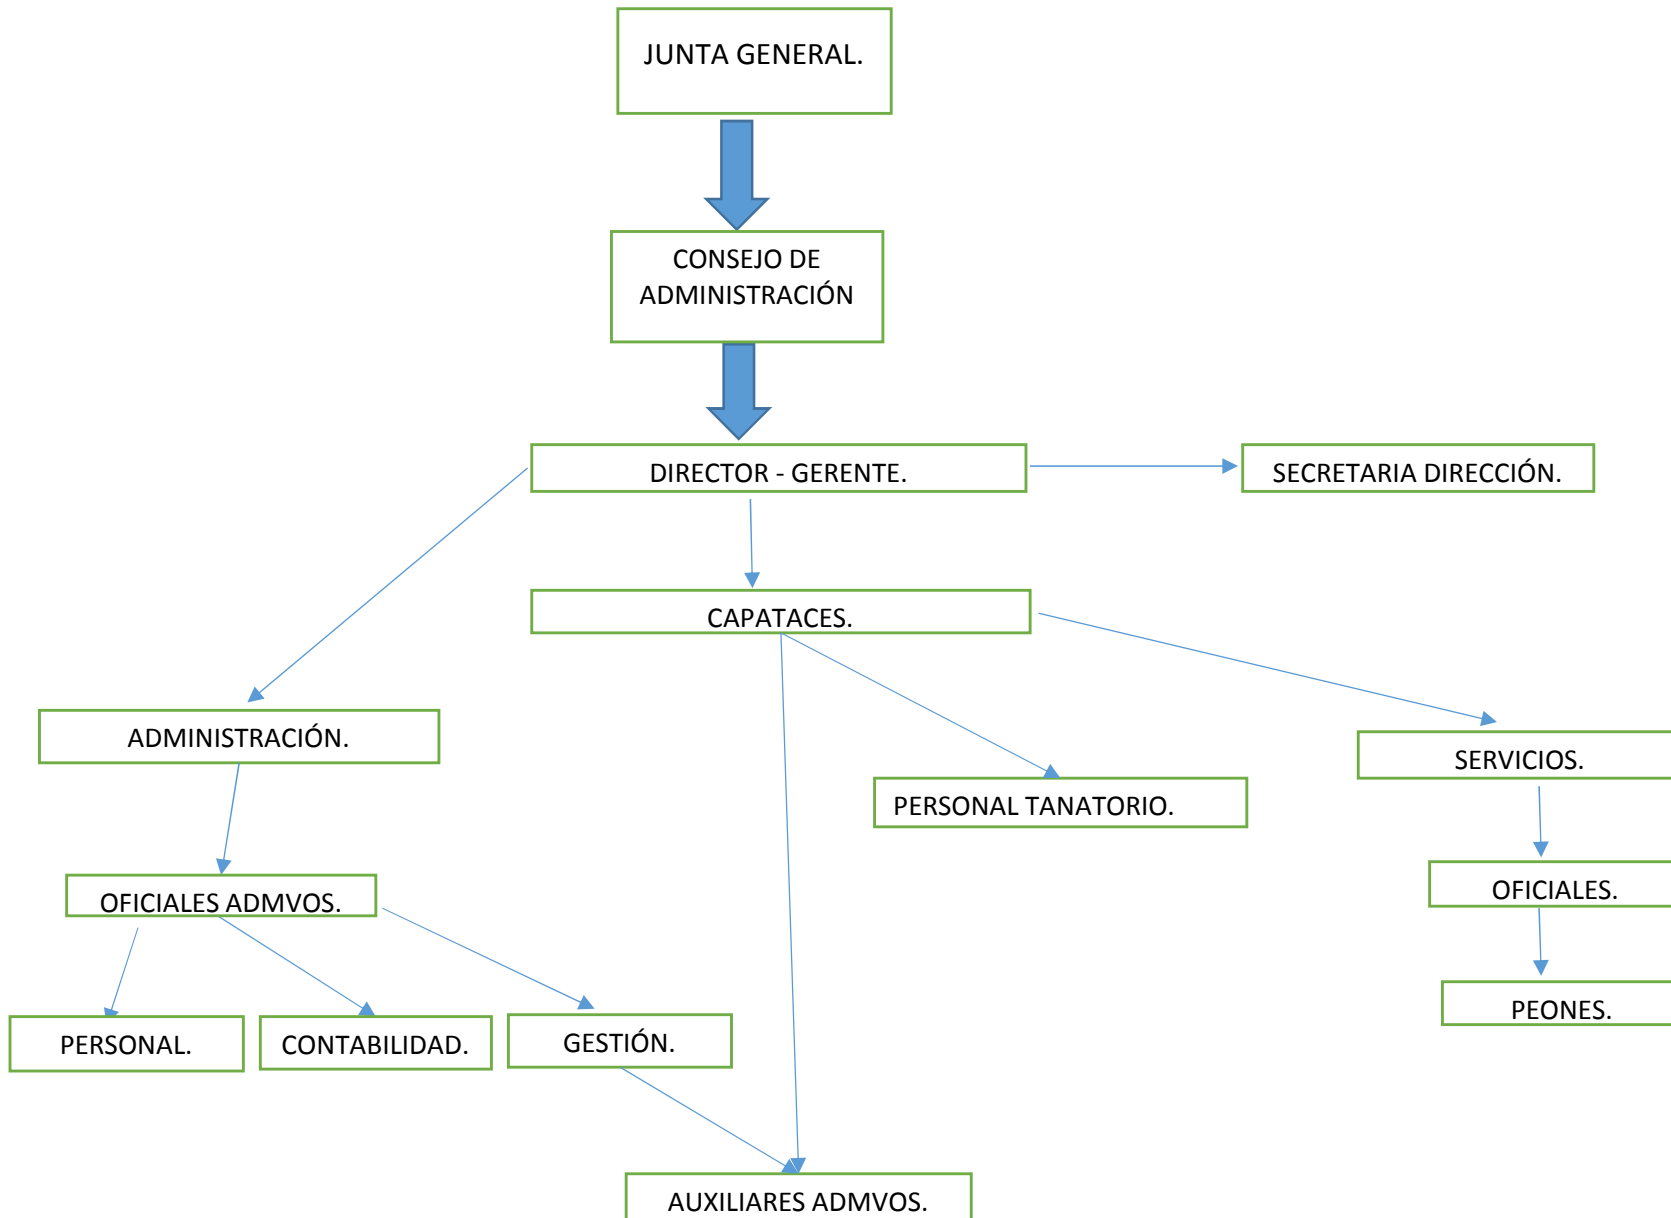 JUNTA GENERAL.
CONSEJO DE
ADMINISTRACIÓN
DIRECTOR - GERENTE.
SECRETARIA DIRECCIÓN.
CAPATACES.
ADMINISTRACIÓN.
SERVICIOS.
PERSONAL TANATORIO.
OFICIALES ADMVOS.
OFICIALES.
PERSONAL.
CONTABILIDAD.
GESTIÓN.
PEONES.
AUXILIARES ADMVOS.